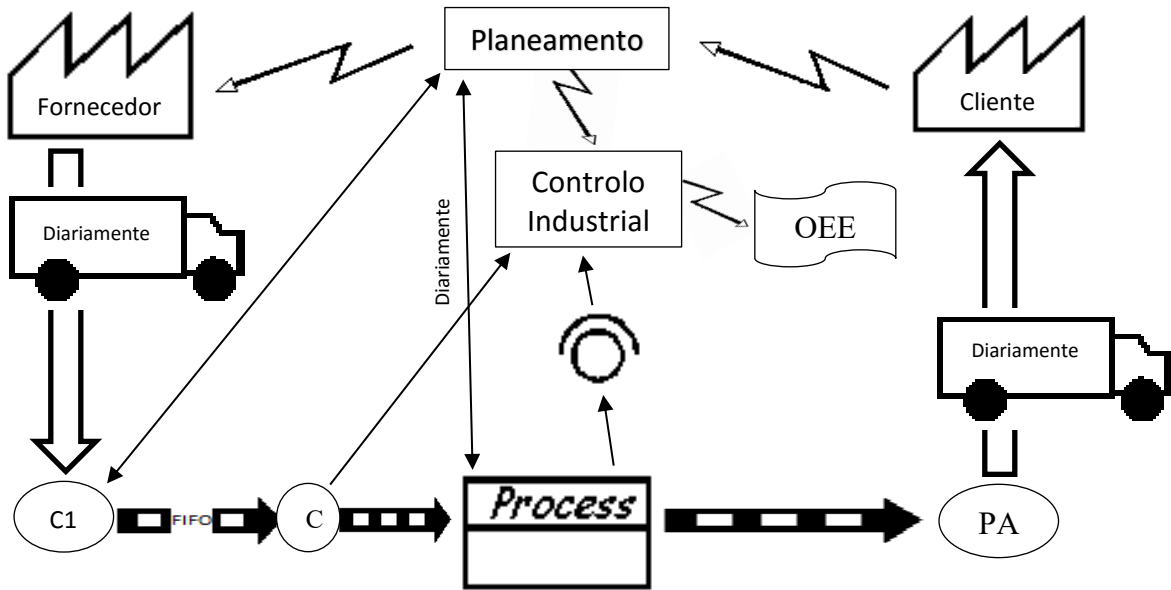 Planeamento
Fornecedor
Cliente
Controlo
Industrial
OEE
Diariamente
Diariamente
Diariamente
C1
FIFO
C
Process
PA